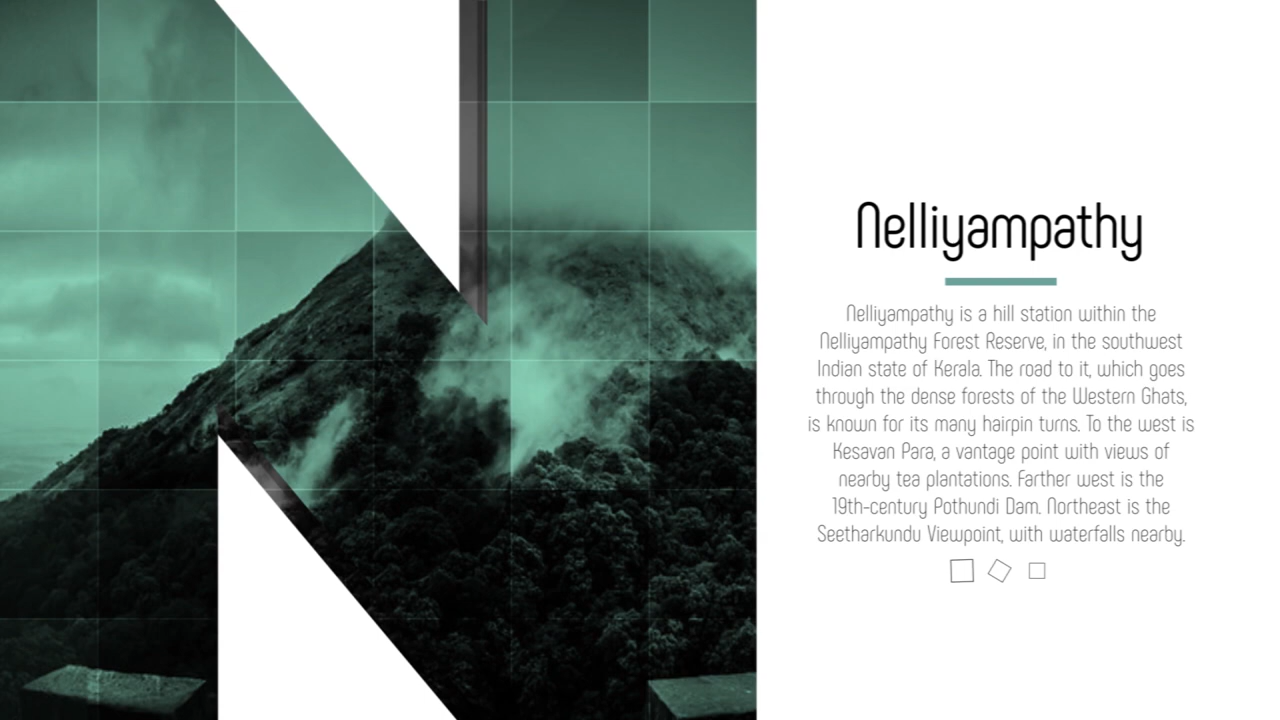 Nelliyampathy
Nelliyampathy is a hill station within the
Nelliyampathy Forest Reserve, in the southwest
Indian state of Kerala. The road to it, which goes
through the dense forests of the Western Ghats,
is known for its many hairpin turns. To the west is
Kesavan Para, a vantage point with views of
nearby tea plantations. Farther west is the
19th-century Pothundi Dam. Northeast is the
Seetharkundu Viewpoint, with waterfalls nearby.